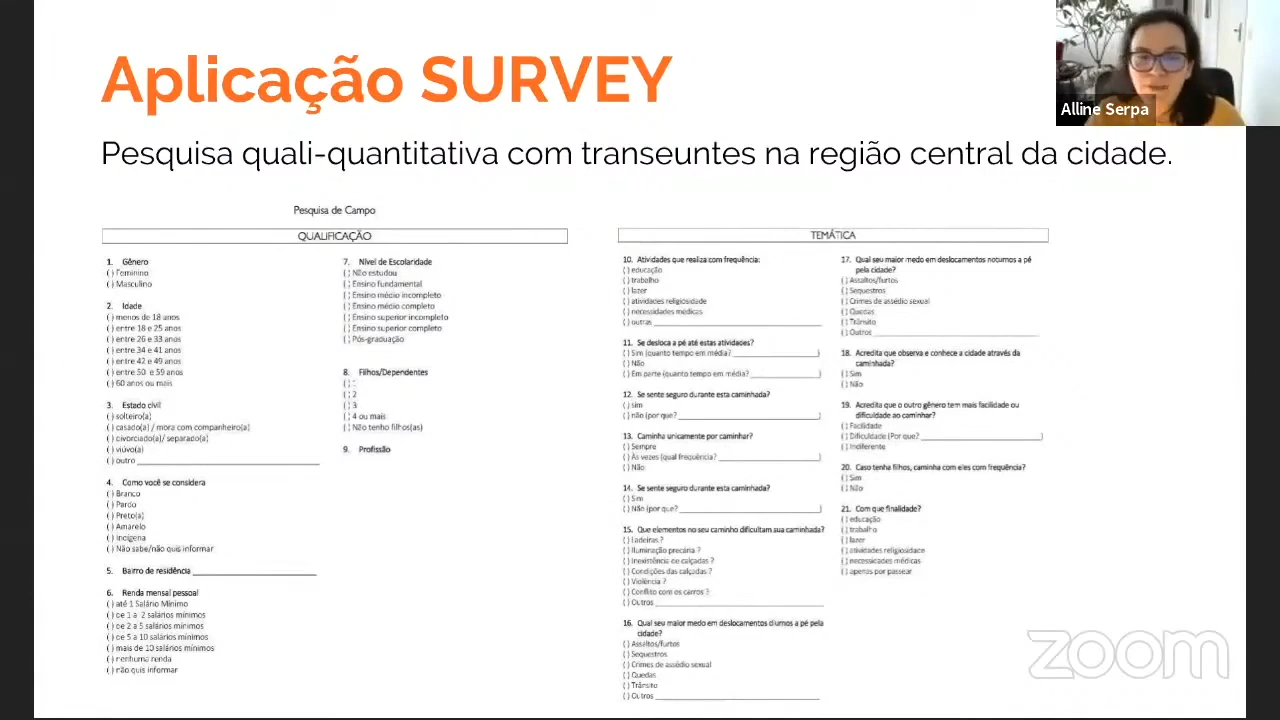 Aplicação SURVEY
Alline Serpa
Pesquisa quali-quantitativa com transeuntes na região central da cidade.
Pesquisa de Campo
QUALIFICAÇÃO
1. Gênero
( ) Feminino
( ) Masculino
2. Idade
( ) menos de 18 anos
( ) entre 18 e 25 anos
( ) entre 26 e 33 anos
( ) entre 34 e 41 anos
( ) entre 42 e 49 anos
( ) entre 50 e 59 anos
( ) 60 anos ou mais
3. Estado civil
( ) solteiro(a)
( ) casado(a) / mora com companheiro(a)
( ) divorciado(a)/ separado(a)
( ) viúvo(a)
( ) outro
4. Como você se considera
( ) Branco
( ) Pardo
( ) Preto(a)
( ) Amarelo
( ) Indígena
( ) Não sabe/não quis informar
5. Bairro de residência
6. Renda mensal pessoal
( ) até 1 Salário Mínimo
( ) de 1 a 2 salários mínimos
( ) de 2 a 5 salários mínimos
( ) de 5 a 10 salários mínimos
( ) mais de 10 salários mínimos
( ) nenhuma renda
( ) não quis informar
7. Nível de Escolaridade
( ) Não estudou
( ) Ensino fundamental
( ) Ensino médio incompleto
( ) Ensino médio completo
( ) Ensino superior incompleto
( ) Ensino superior completo
( ) Pós-graduação
8. Filhos/Dependentes
( ) 1
( ) 2
( ) 3
( ) 4 ou mais
( ) Não tenho filhos(as)
9. Profissão
TEMÁTICA
10. Atividades que realiza com frequência:
( ) educação
( ) trabalho
( ) lazer
( ) atividades religiosidade
( ) necessidades médicas
( ) outras
11. Se desloca a pé até estas atividades?
( ) Sim (quanto tempo em média? )
( ) Não
( ) Em parte (quanto tempo em média? )
12. Se sente seguro durante esta caminhada?
( ) sim
( ) não (por que? )
13. Caminha unicamente por caminhar?
( ) Sempre
( ) Às vezes (qual frequência? )
( ) Não
14. Se sente seguro durante esta caminhada?
( ) Sim
( ) Não (por que? )
15. Que elementos no seu caminho dificultam sua caminhada?
( ) Ladeiras ?
( ) Iluminação precária ?
( ) Inexistência de calçadas ?
( ) Condições das calçadas ?
( ) Violência ?
( ) Conflito com os carros ?
( ) Outros
16. Qual seu maior medo em deslocamentos diurnos a pé pela
cidade?
( ) Assaltos/furtos
( ) Sequestros
( ) Crimes de assédio sexual
( ) Quedas
( ) Trânsito
( ) Outros
17. Qual seu maior medo em deslocamentos noturnos a pé
pela cidade?
( ) Assaltos/furtos
( ) Sequestros
( ) Crimes de assédio sexual
( ) Quedas
( ) Trânsito
( ) Outros
18. Acredita que observa e conhece a cidade através da
caminhada?
( ) Sim
( ) Não
19. Acredita que o outro gênero tem mais facilidade ou
dificuldade ao caminhar?
( ) Facilidade
( ) Dificuldade (Por que? )
( ) Indiferente
20. Caso tenha filhos, caminha com eles com frequência?
( ) Sim
( ) Não
21. Com que finalidade?
( ) educação
( ) trabalho
( ) lazer
( ) atividades religiosidade
( ) necessidades médicas
( ) apenas por passear
zoom